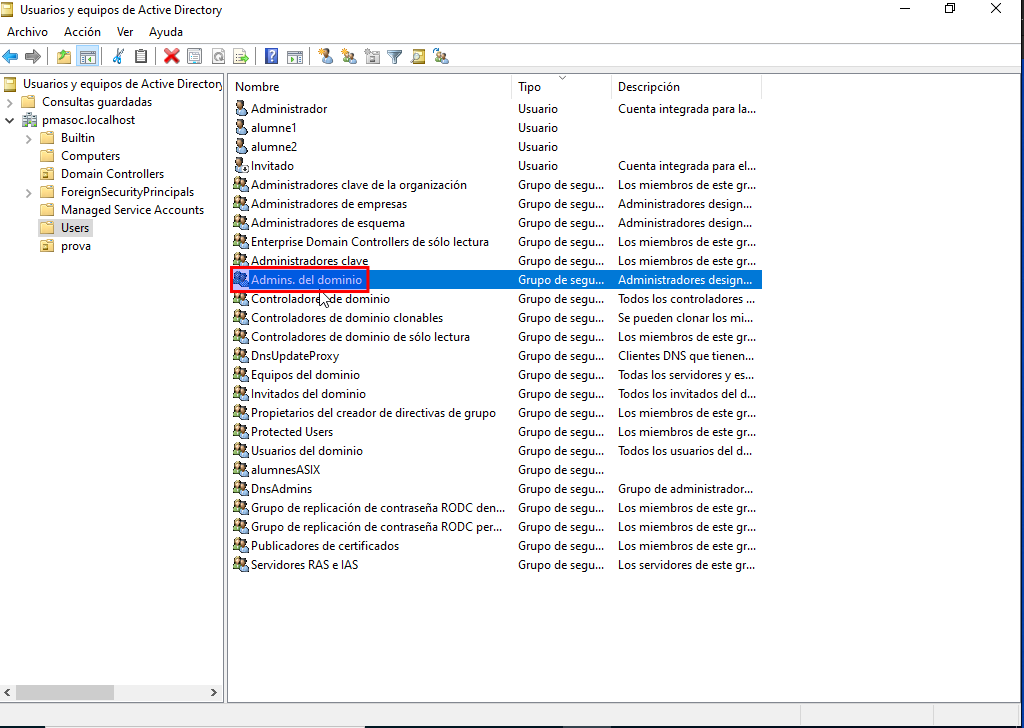 Usuarios y equipos de Active Directory
Archivo Acción Ver Ayuda
Usuarios y equipos de Active Directory
Consultas guardadas
pmasoc.localhost
Builtin
Computers
Domain Controllers
ForeignSecurityPrincipals
Managed Service Accounts
Users
prova
Nombre Tipo Descripción
Administrador Usuario Cuenta integrada para la...
alumne1 Usuario
alumne2 Usuario
Invitado Usuario Cuenta integrada para el...
Administradores clave de la organización Grupo de segu... Los miembros de este gr...
Administradores de empresas Grupo de segu... Administradores design...
Administradores de esquema Grupo de segu... Administradores design...
Enterprise Domain Controllers de sólo lectura Grupo de segu... Los miembros de este gr...
Administradores clave Grupo de segu... Los miembros de este gr...
Admins. del dominio Grupo de segu... Administradores design...
Controladores de dominio Grupo de segu... Todos los controladores ...
Controladores de dominio clonables Grupo de segu... Se pueden clonar los mi...
Controladores de dominio de sólo lectura Grupo de segu... Los miembros de este gr...
DnsUpdateProxy Grupo de segu... Clientes DNS que tienen...
Equipos del dominio Grupo de segu... Todas los servidores y es...
Invitados del dominio Grupo de segu... Todos los invitados del d...
Propietarios del creador de directivas de grupo Grupo de segu... Los miembros de este gr...
Protected Users Grupo de segu... Los miembros de este gr...
Usuarios del dominio Grupo de segu... Todos los usuarios del d...
alumnesASIX Grupo de segu...
DnsAdmins Grupo de segu... Grupo de administrador...
Grupo de replicación de contraseña RODC den... Grupo de segu... Los miembros de este gr...
Grupo de replicación de contraseña RODC per... Grupo de segu... Los miembros de este gr...
Publicadores de certificados Grupo de segu... Los miembros de este gr...
Servidores RAS e IAS Grupo de segu... Los servidores de este gr...